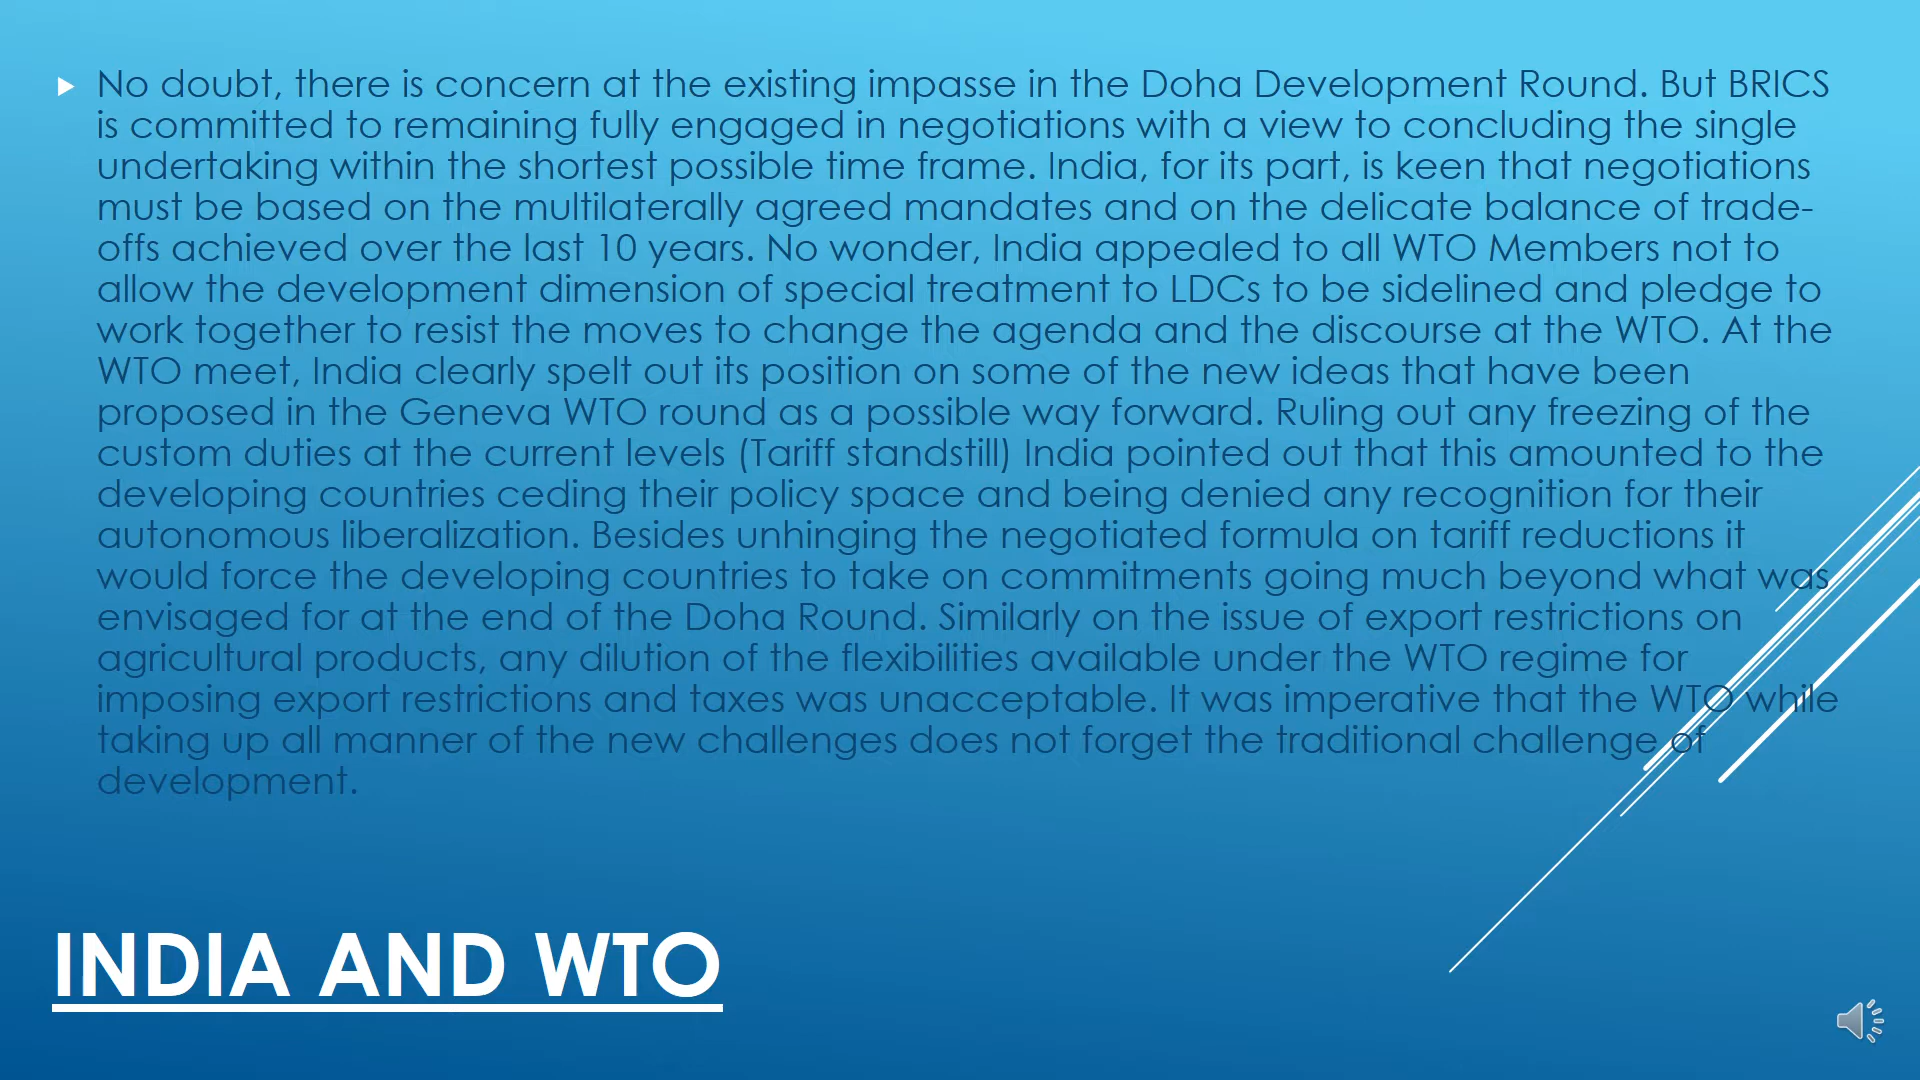 No doubt, there is concern at the existing impasse in the Doha Development Round. But BRICS
is committed to remaining fully engaged in negotiations with a view to concluding the single
undertaking within the shortest possible time frame. India, for its part, is keen that negotiations
must be based on the multilaterally agreed mandates and on the delicate balance of trade-
offs achieved over the last 10 years. No wonder, India appealed to all WTO Members not to
allow the development dimension of special treatment to LDCs to be sidelined and pledge to
work together to resist the moves to change the agenda and the discourse at the WTO. At the
WTO meet, India clearly spelt out its position on some of the new ideas that have been
proposed in the Geneva WTO round as a possible way forward. Ruling out any freezing of the
custom duties at the current levels (Tariff standstill) India pointed out that this amounted to the
developing countries ceding their policy space and being denied any recognition for their
autonomous liberalization. Besides unhinging the negotiated formula on tariff reductions it
would force the developing countries to take on commitments going much beyond what was
envisaged for at the end of the Doha Round. Similarly on the issue of export restrictions on
agricultural products, any dilution of the flexibilities available under the WTO regime for
imposing export restrictions and taxes was unacceptable. It was imperative that the WTO while
taking up all manner of the new challenges does not forget the traditional challenge of
development.
INDIA AND WTO